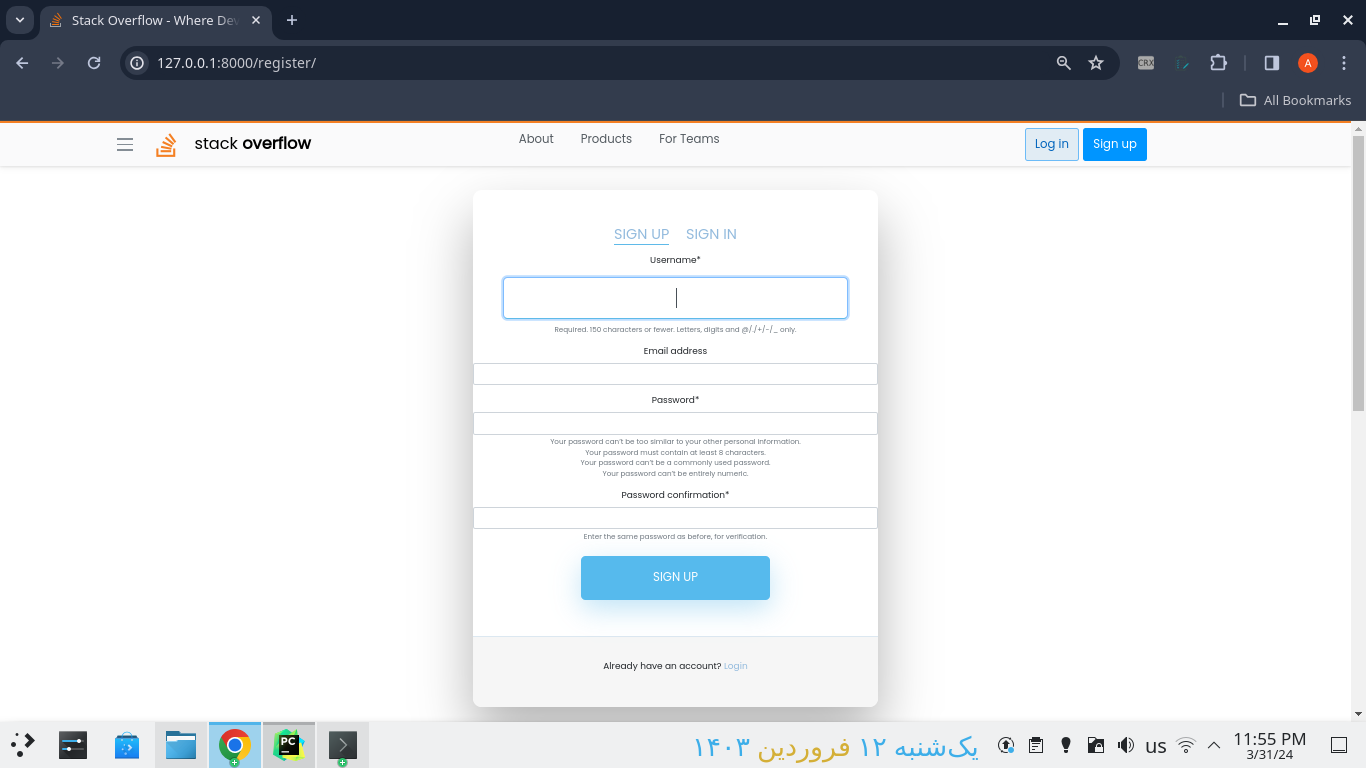 Stack Overflow - Where Dev
127.0.0.1:8000/register/
CRX
A
All Bookmarks
stack overflow
About Products For Teams
Log in Sign up
SIGN UP SIGN IN
Username*
Required. 150 characters or fewer. Letters, digits and @/./+/-/_ only.
Email address
Password*
Your password can't be too similar to your other personal information.
Your password must contain at least 8 characters.
Your password can't be a commonly used password.
Your password can't be entirely numeric.
Password confirmation*
Enter the same password as before, for verification.
SIGN UP
Already have an account? Login
PC
یک‌شنبه ۱۲ فروردین ۱۴۰۳
us
11:55 PM
3/31/24